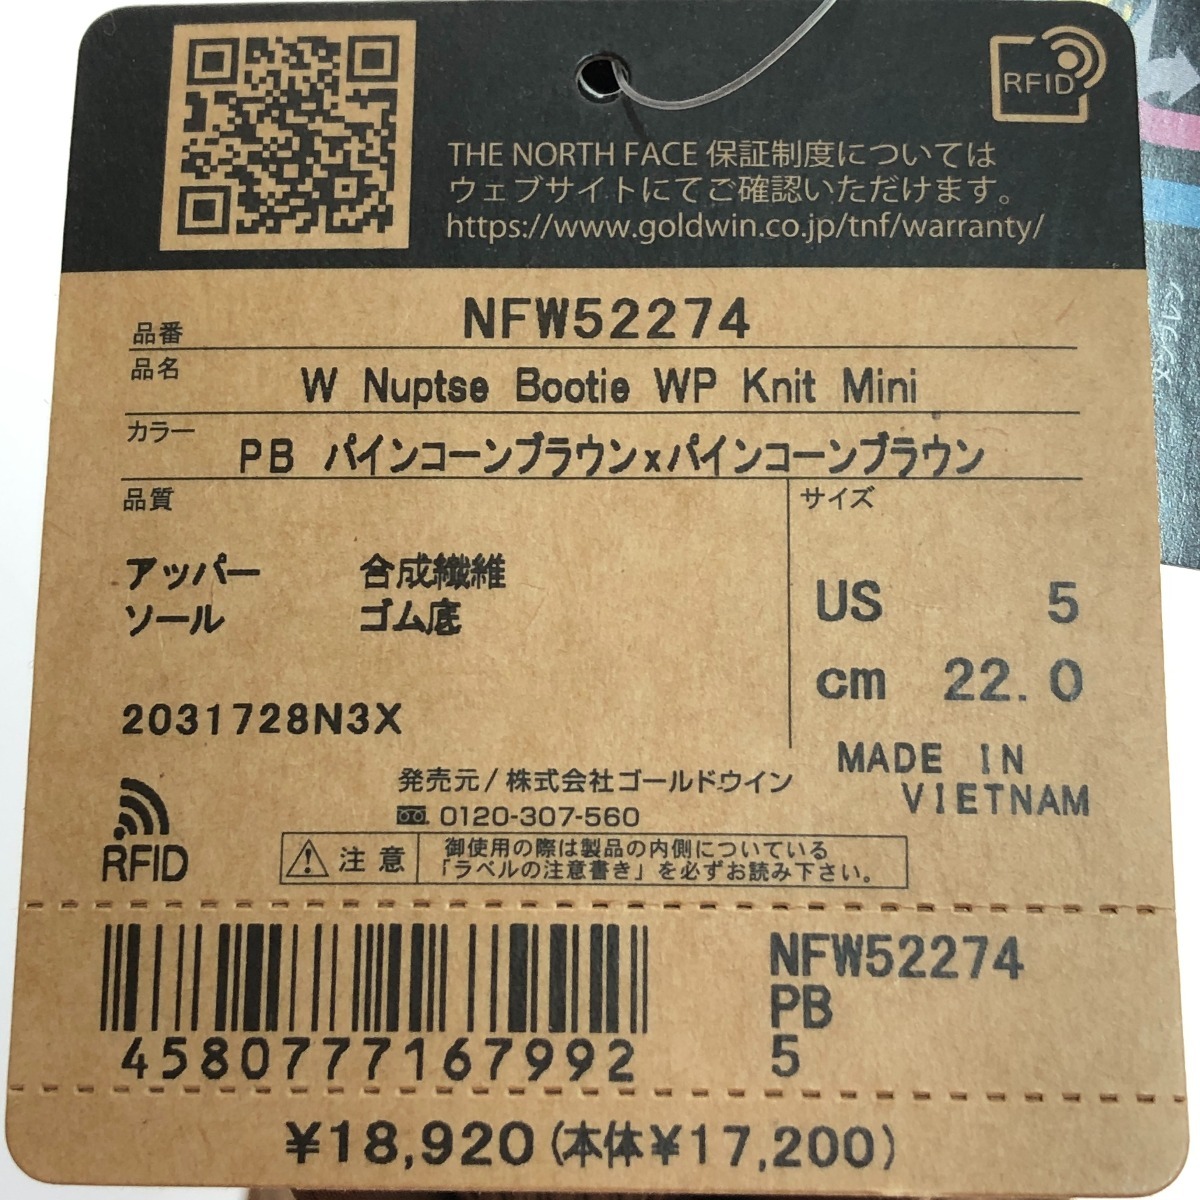 RFID
THE NORTH FACE 保証制度については
ウェブサイトにてご確認いただけます。
https://www.goldwin.co.jp/tnf/warranty/
品番 NFW52274
品名 W Nuptse Bootie WP Knit Mini
カラー PB パインコーンブラウンxパインコーンブラウン
品質
サイズ
アッパー 合成繊維
ソール ゴム底
US 5
cm 22.0
2031728N3X
MADE IN
VIETNAM
発売元/株式会社ゴールドウイン
0120-307-560
RFID
注意
御使用の際は製品の内側についている
「ラベルの注意書き」を必ずお読み下さい。
4580777167992
NFW52274
PB
5
¥18,920(本体¥17,200)